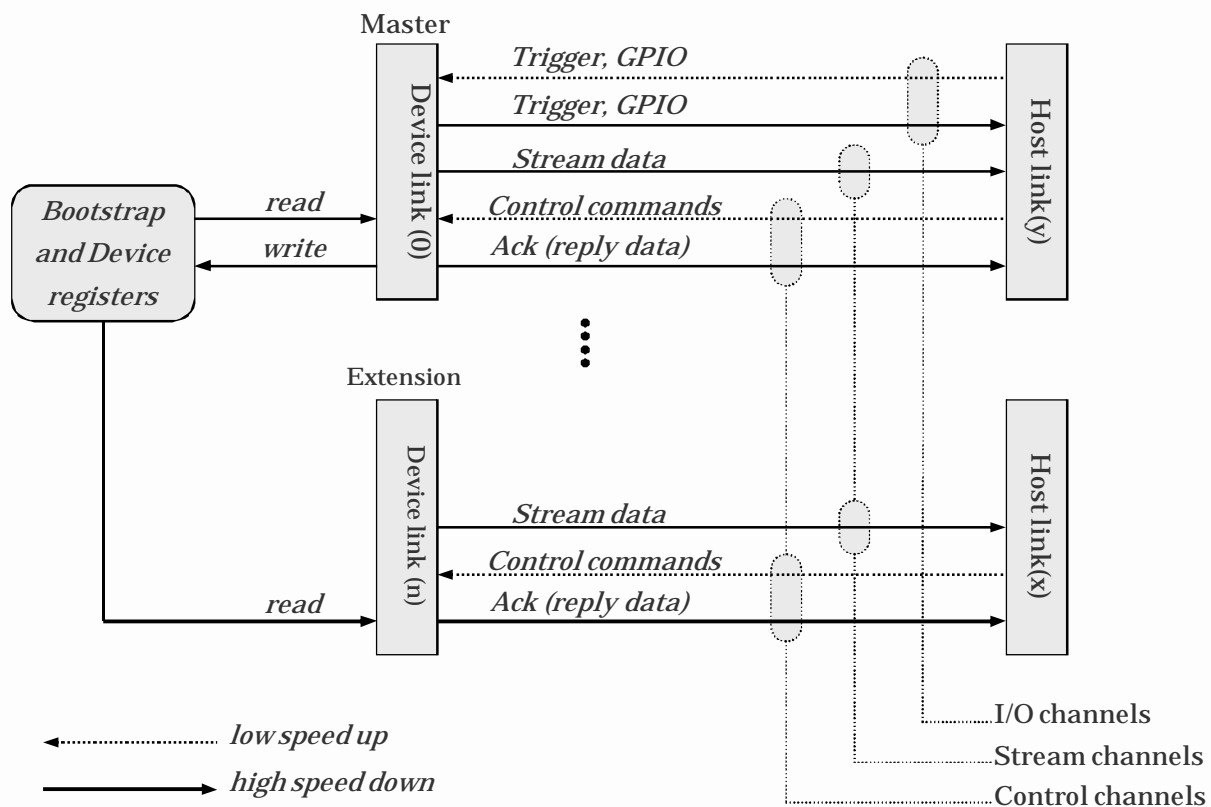 Master
Trigger, GPIO
Trigger, GPIO
Stream data
Control commands
Ack (reply data)
Device link (0)
Host link(y)
Bootstrap
and Device
registers
read
write
Extension
Device link (n)
Host link(x)
Stream data
Control commands
Ack (reply data)
read
I/O channels
Stream channels
Control channels
low speed up
high speed down